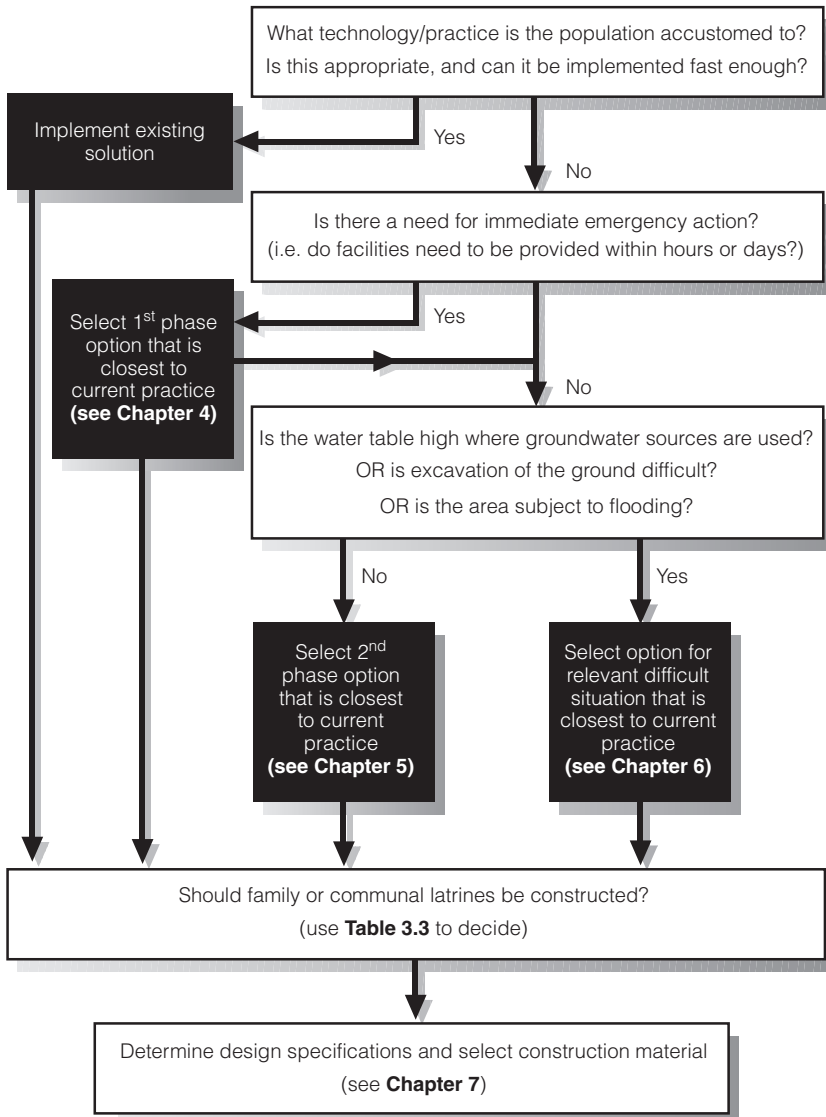 What technology/practice is the population accustomed to?
Is this appropriate, and can it be implemented fast enough?
Implement existing
solution
Yes
No
Is there a need for immediate emergency action?
(i.e. do facilities need to be provided within hours or days?)
Select 1st phase
option that is
closest to
current practice
(see Chapter 4)
Yes
No
Is the water table high where groundwater sources are used?
OR is excavation of the ground difficult?
OR is the area subject to flooding?
No
Yes
Select 2nd
phase option
that is closest
to current
practice
(see Chapter 5)
Select option for
relevant difficult
situation that is
closest to current
practice
(see Chapter 6)
Should family or communal latrines be constructed?
(use Table 3.3 to decide)
Determine design specifications and select construction material
(see Chapter 7)